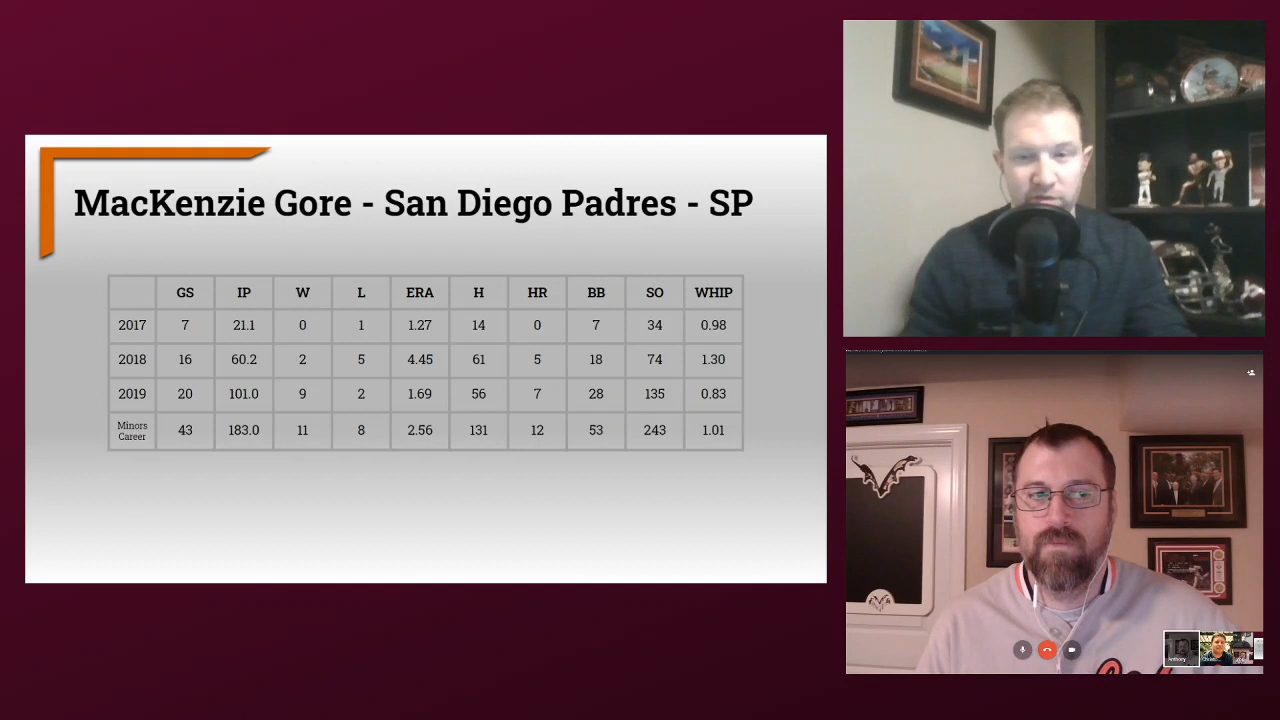 MacKenzie Gore - San Diego Padres - SP
GS IP W L ERA H HR BB SO WHIP
2017 7 21.1 0 1 1.27 14 0 7 34 0.98
2018 16 60.2 2 5 4.45 61 5 18 74 1.30
2019 20 101.0 9 2 1.69 56 7 28 135 0.83
Minors
Career 43 183.0 11 8 2.56 131 12 53 243 1.01
Anthony